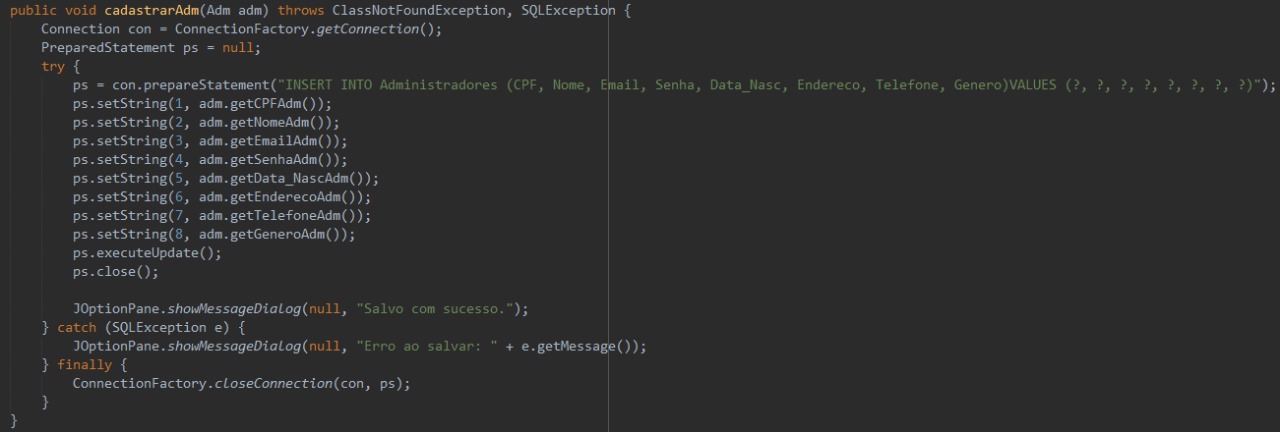 public void cadastrarAdm(Adm adm) throws ClassNotFoundException, SQLException {
    Connection con = ConnectionFactory.getConnection();
    PreparedStatement ps = null;
    try {
        ps = con.prepareStatement("INSERT INTO Administradores (CPF, Nome, Email, Senha, Data_Nasc, Endereco, Telefone, Genero)VALUES (?, ?, ?, ?, ?, ?, ?, ?)");
        ps.setString(1, adm.getCPFAdm());
        ps.setString(2, adm.getNomeAdm());
        ps.setString(3, adm.getEmailAdm());
        ps.setString(4, adm.getSenhaAdm());
        ps.setString(5, adm.getData_NascAdm());
        ps.setString(6, adm.getEnderecoAdm());
        ps.setString(7, adm.getTelefoneAdm());
        ps.setString(8, adm.getGeneroAdm());
        ps.executeUpdate();
        ps.close();

        JOptionPane.showMessageDialog(null, "Salvo com sucesso.");
    } catch (SQLException e) {
        JOptionPane.showMessageDialog(null, "Erro ao salvar: " + e.getMessage());
    } finally {
        ConnectionFactory.closeConnection(con, ps);
    }
}